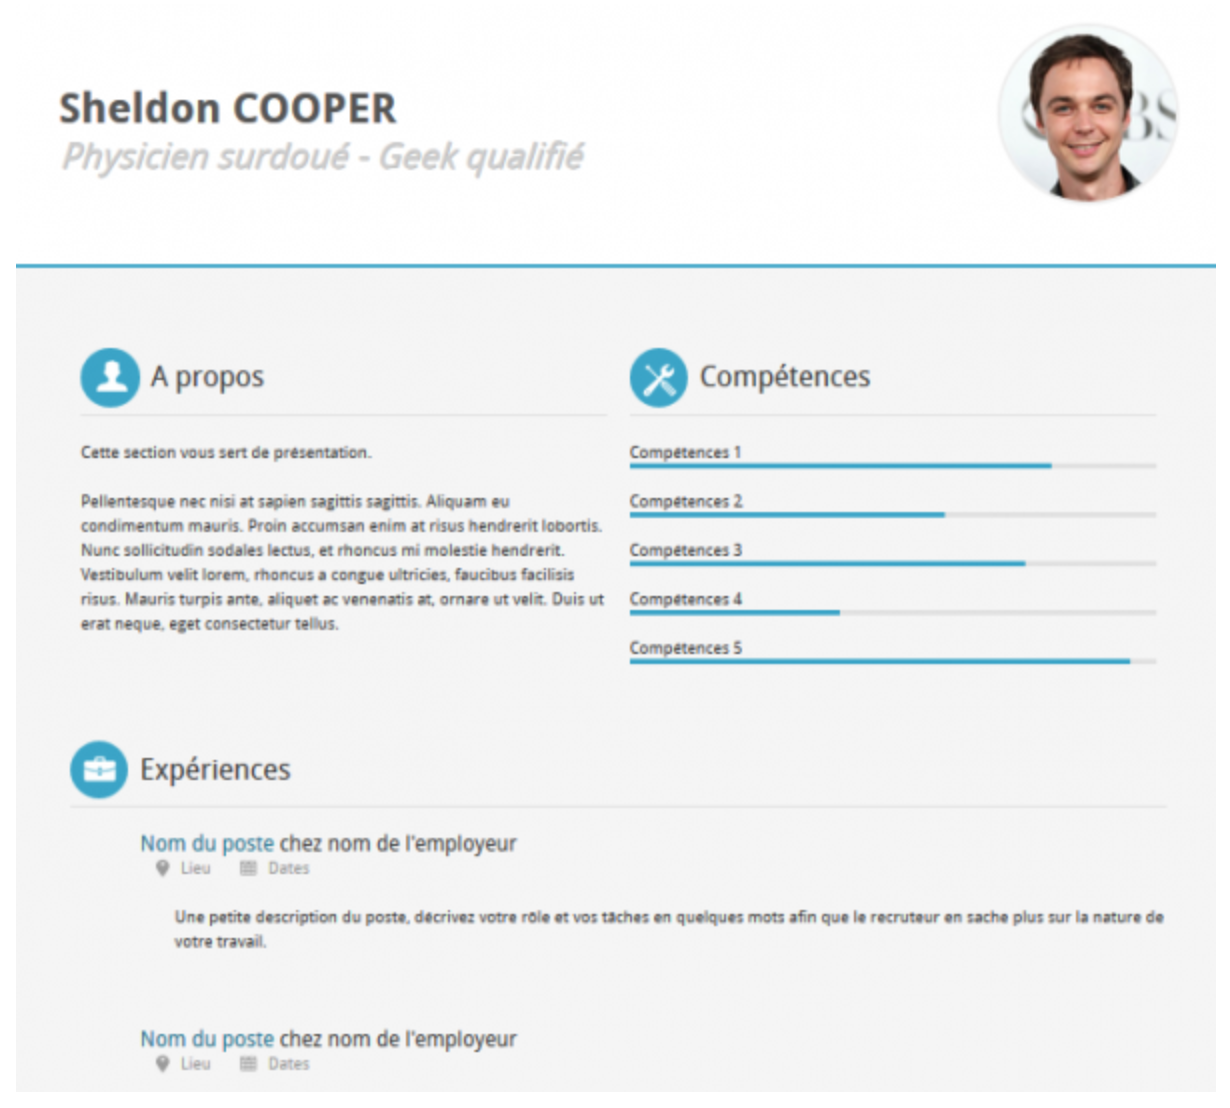 Sheldon COOPER
Physicien surdoué - Geek qualifié
A propos
Cette section vous sert de présentation.
Pellentesque nec nisi at sapien sagittis sagittis. Aliquam eu
condimentum mauris. Proin accumsan enim at risus hendrerit lobortis.
Nunc sollicitudin sodales lectus, et rhoncus mi molestie hendrerit.
Vestibulum velit lorem, rhoncus a congue ultricies, faucibus facilisis
risus. Mauris turpis ante, aliquet ac venenatis at, ornare ut velit. Duis ut
erat neque, eget consectetur tellus.
Compétences
Compétences 1
Compétences 2
Compétences 3
Compétences 4
Compétences 5
Expériences
Nom du poste chez nom de l'employeur
Lieu Dates
Une petite description du poste, décrivez votre rôle et vos tâches en quelques mots afin que le recruteur en sache plus sur la nature de
votre travail.
Nom du poste chez nom de l'employeur
Lieu Dates